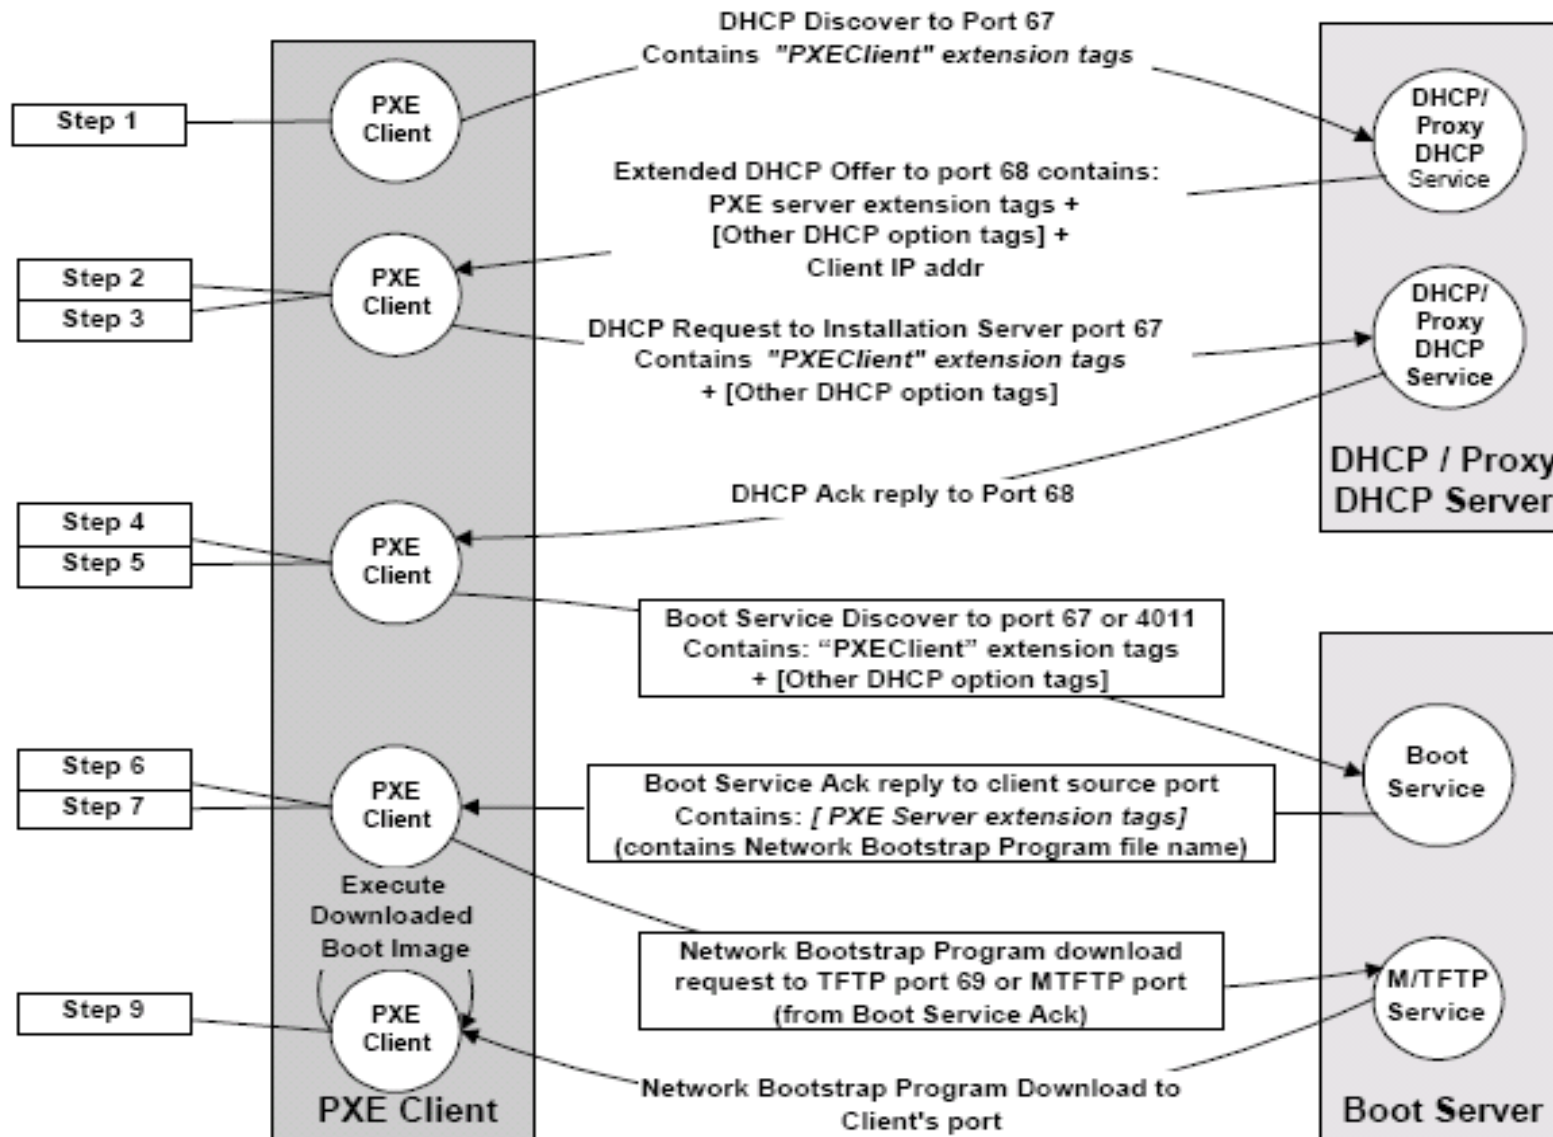 DHCP Discover to Port 67
Contains "PXEClient" extension tags
Step 1
PXE
Client
DHCP/
Proxy
DHCP
Service
Extended DHCP Offer to port 68 contains:
PXE server extension tags +
[Other DHCP option tags] +
Client IP addr
Step 2
Step 3
PXE
Client
DHCP/
Proxy
DHCP
Service
DHCP Request to Installation Server port 67
Contains "PXEClient" extension tags
+ [Other DHCP option tags]
DHCP / Proxy
DHCP Server
DHCP Ack reply to Port 68
Step 4
Step 5
PXE
Client
Boot Service Discover to port 67 or 4011
Contains: “PXEClient” extension tags
+ [Other DHCP option tags]
Boot
Service
Step 6
Step 7
PXE
Client
Boot Service Ack reply to client source port
Contains: [ PXE Server extension tags]
(contains Network Bootstrap Program file name)
Execute
Downloaded
Boot Image
Network Bootstrap Program download
request to TFTP port 69 or MTFTP port
(from Boot Service Ack)
M/TFTP
Service
Step 9
PXE
Client
Network Bootstrap Program Download to
Client's port
PXE Client
Boot Server